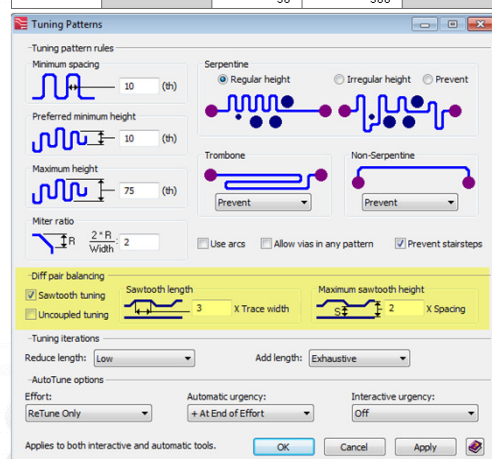 50 500
Tuning Patterns
Tuning pattern rules
Minimum spacing
10 (th)
Preferred minimum height
10 (th)
Maximum height
75 (th)
Miter ratio
R 2 * R
Width : 2
Serpentine
Regular height Irregular height Prevent
Trombone
Prevent
Non-Serpentine
Prevent
Use arcs Allow vias in any pattern Prevent stairsteps
Diff pair balancing
Sawtooth tuning
Uncoupled tuning
Sawtooth length
3 X Trace width
Maximum sawtooth height
S 2 X Spacing
Tuning iterations
Reduce length: Low Add length: Exhaustive
AutoTune options
Effort: Automatic urgency: Interactive urgency:
ReTune Only + At End of Effort Off
Applies to both interactive and automatic tools. OK Cancel Apply